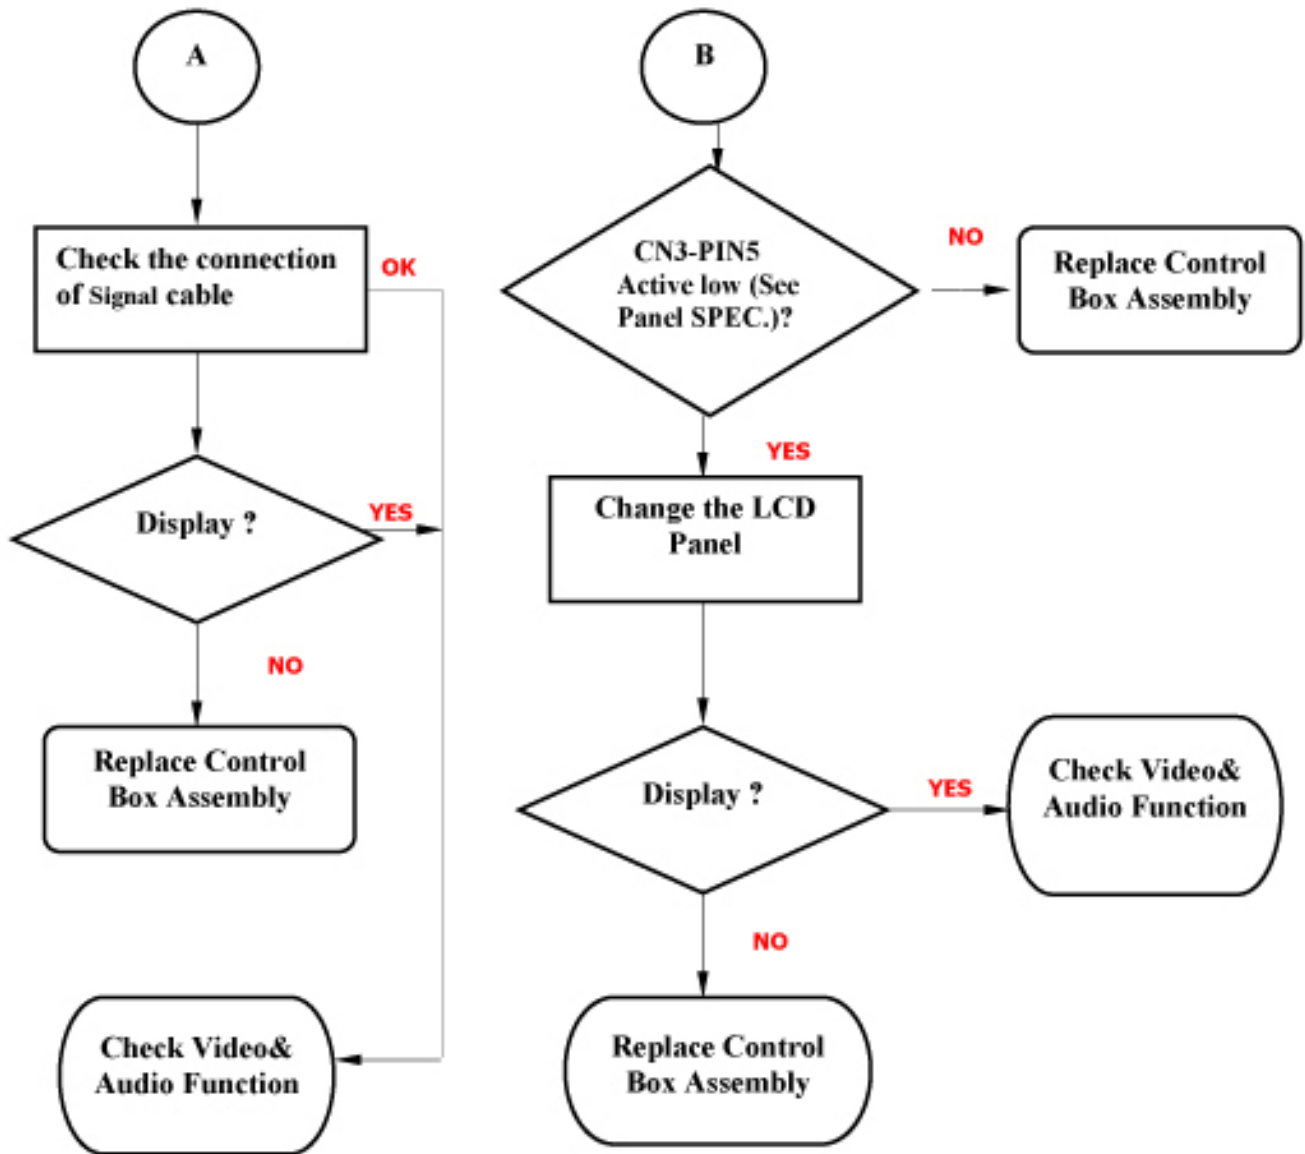 A
Check the connection
of Signal cable
OK
Display ?
YES
NO
Replace Control
Box Assembly
Check Video&
Audio Function
B
CN3-PIN5
Active low (See
Panel SPEC.)?
NO
Replace Control
Box Assembly
YES
Change the LCD
Panel
Display ?
YES
Check Video&
Audio Function
NO
Replace Control
Box Assembly